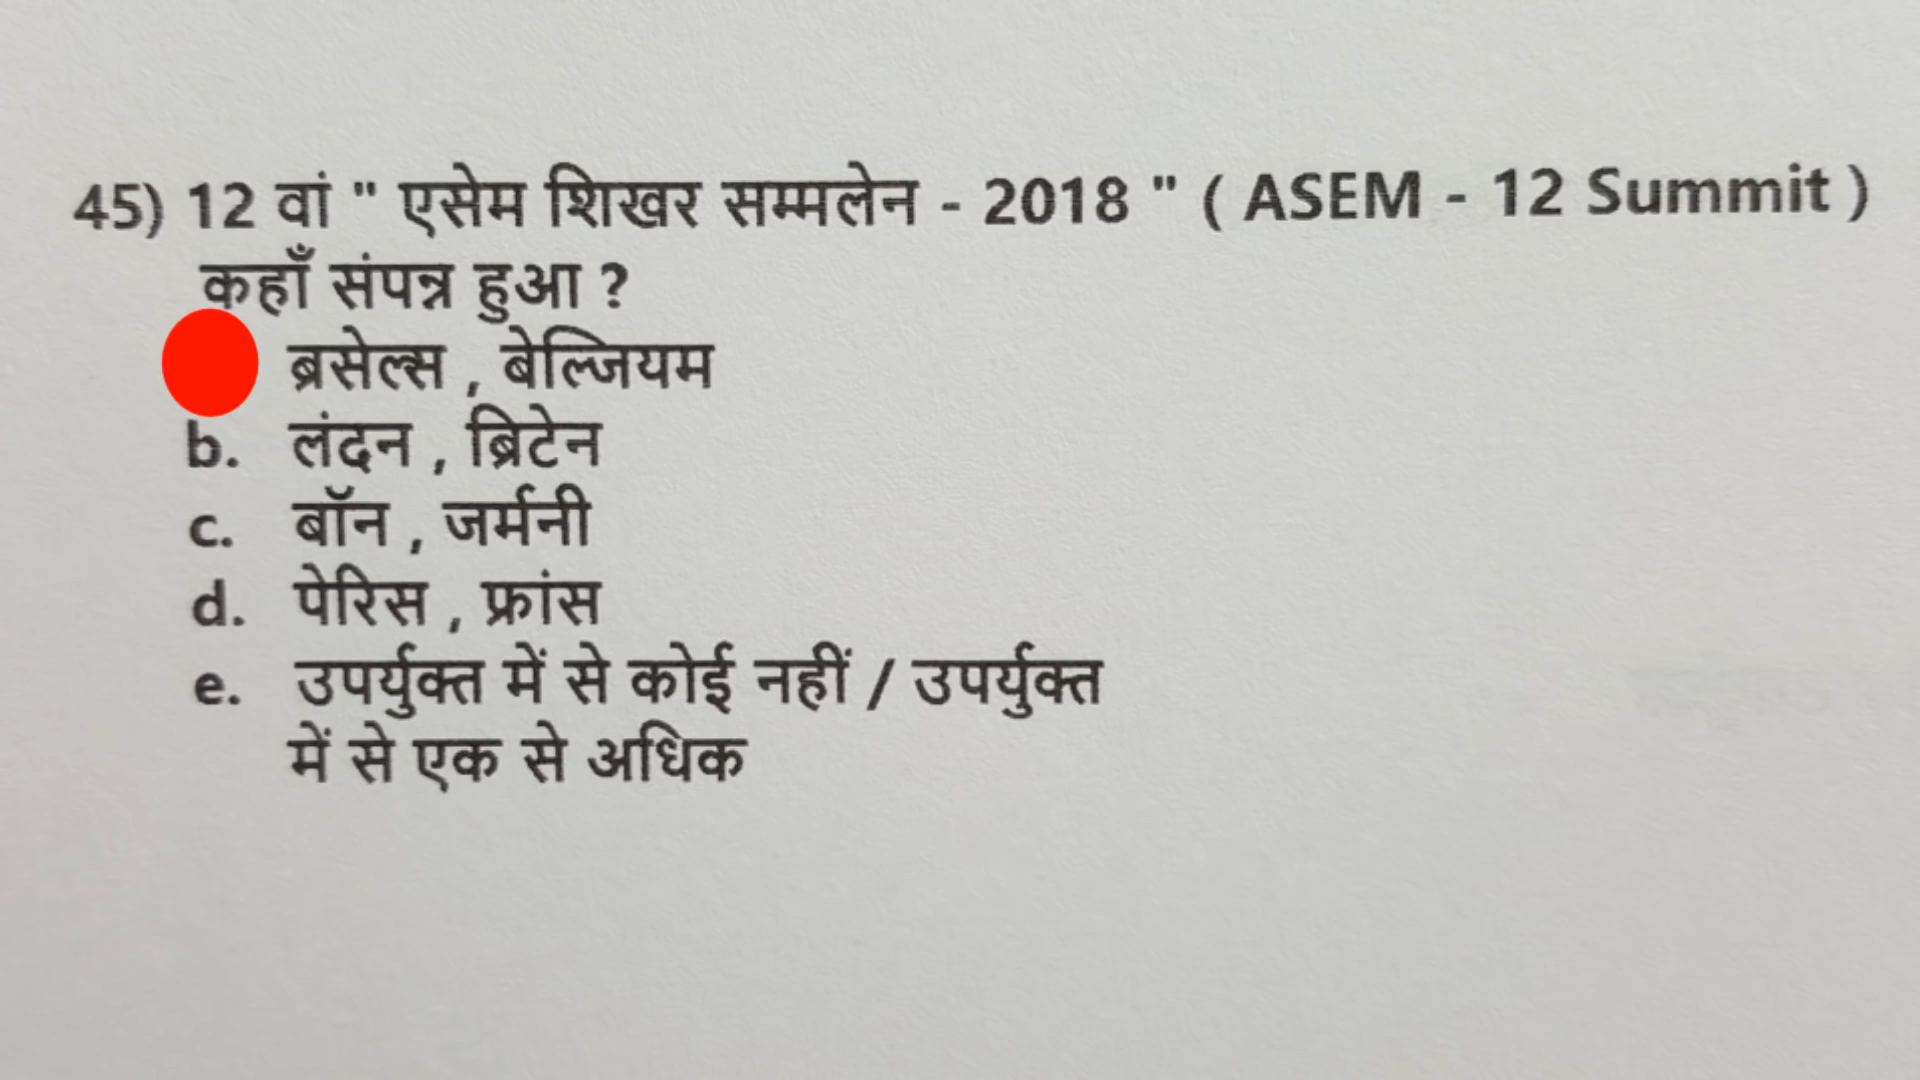 45) 12 वां " एसेम शिखर सम्मलेन - 2018 " ( ASEM - 12 Summit )
कहाँ संपन्न हुआ ?
ब्रसेल्स , बेल्जियम
b. लंदन , ब्रिटेन
c. बॉन , जर्मनी
d. पेरिस , फ्रांस
e. उपर्युक्त में से कोई नहीं / उपर्युक्त
में से एक से अधिक